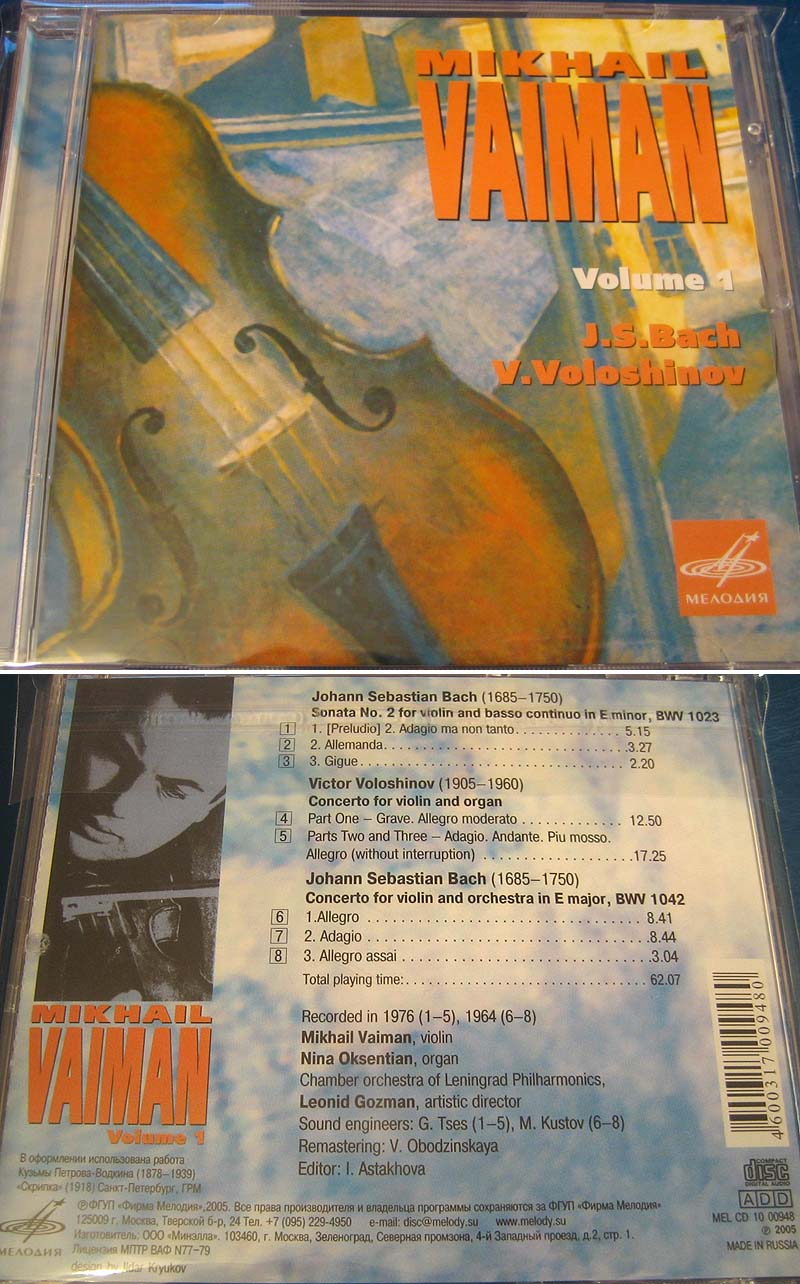 MIKHAIL
VAIMAN
Volume 1
J.S.Bach
V.Voloshinov
МЕЛОДИЯ
Johann Sebastian Bach (1685–1750)
Sonata No. 2 for violin and basso continuo in E minor, BWV 1023
1 1. [Preludio] 2. Adagio ma non tanto. . . . . . . . . . . . . . 5.15
2 2. Allemanda. . . . . . . . . . . . . . . . . . . . . . . . . . . . . . . . .3.27
3 3. Gigue. . . . . . . . . . . . . . . . . . . . . . . . . . . . . . . . . . . . . 2.20
Victor Voloshinov (1905–1960)
Concerto for violin and organ
4 Part One – Grave. Allegro moderato . . . . . . . . . . . . . 12.50
5 Parts Two and Three – Adagio. Andante. Piu mosso.
Allegro (without interruption) . . . . . . . . . . . . . . . . . . .17.25
Johann Sebastian Bach (1685–1750)
Concerto for violin and orchestra in E major, BWV 1042
6 1.Allegro . . . . . . . . . . . . . . . . . . . . . . . . . . . . . . . . . . 8.41
7 2. Adagio . . . . . . . . . . . . . . . . . . . . . . . . . . . . . . . . . .8.44
8 3. Allegro assai . . . . . . . . . . . . . . . . . . . . . . . . . . . . .3.04
Total playing time:. . . . . . . . . . . . . . . . . . . . . . . . . . . . . 62.07
Recorded in 1976 (1–5), 1964 (6–8)
Mikhail Vaiman, violin
Nina Oksentian, organ
Chamber orchestra of Leningrad Philharmonics,
Leonid Gozman, artistic director
Sound engineers: G. Tses (1–5), M. Kustov (6–8)
Remastering: V. Obodzinskaya
Editor: I. Astakhova
MIKHAIL
VAIMAN
Volume 1
В оформлении использована работа
Кузьмы Петрова-Водкина (1878–1939)
«Скрипка» (1918) Санкт-Петербург, ГРМ
МЕЛОДИЯ
℗ФГУП «Фирма Мелодия»,2005. Все права производителя и владельца программы сохраняются за ФГУП «Фирма Мелодия»
125009 г. Москва, Тверской б-р, 24 Тел. +7 (095) 229-4950 e-mail: disc@melody.su www.melody.su
Изготовитель: ООО «Минэлла». 103460, г. Москва, Зеленоград, Северная промзона, 4-й Западный проезд, д.2, стр. 1.
Лицензия МПТР ВАФ N77-79
design by Ildar Kryukov
4600317009480
COMPACT
disc
DIGITAL AUDIO
ADD
MEL CD 10 00948
℗ 2005
MADE IN RUSSIA